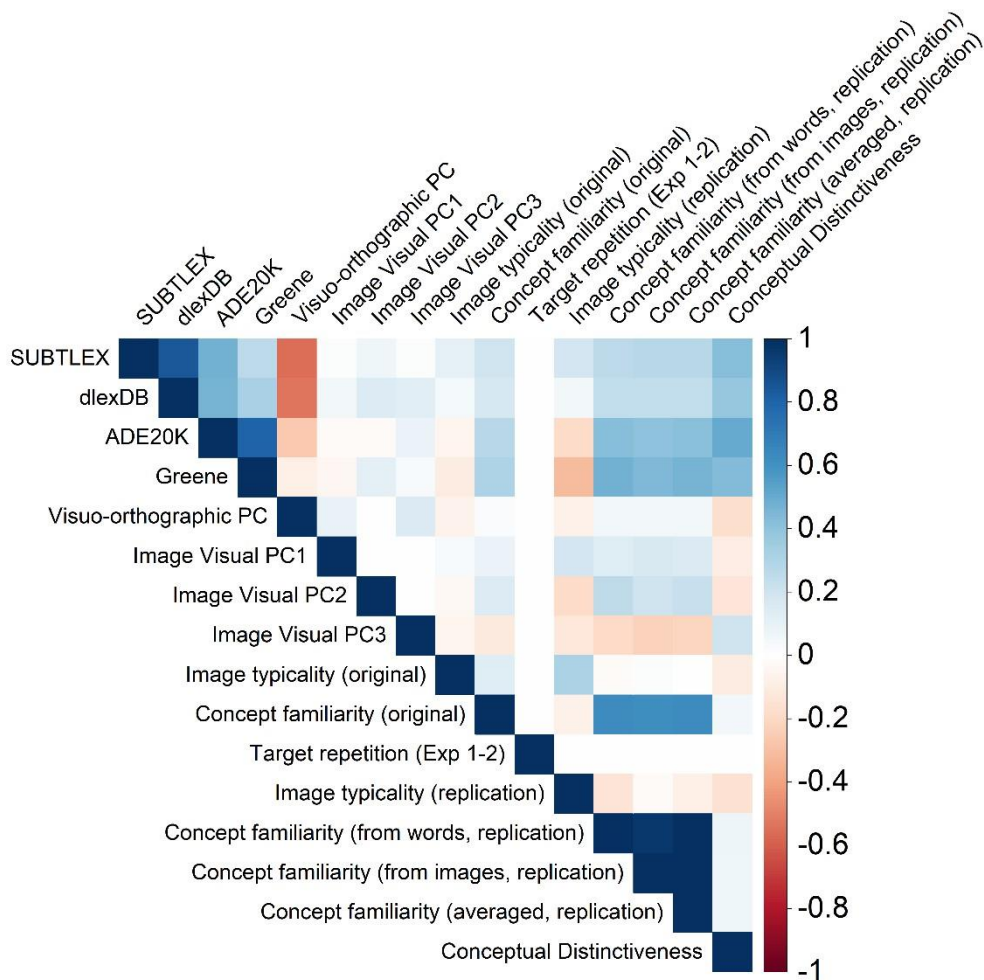 SUBTLEX
dlexDB
ADE20K
Greene
Visuo-orthographic PC
Image Visual PC1
Image Visual PC2
Image Visual PC3
Image typicality (original)
Concept familiarity (original)
Target repetition (Exp 1-2)
Image typicality (replication)
Concept familiarity (from words, replication)
Concept familiarity (from images, replication)
Concept familiarity (averaged, replication)
Conceptual Distinctiveness
SUBTLEX
dlexDB
ADE20K
Greene
Visuo-orthographic PC
Image Visual PC1
Image Visual PC2
Image Visual PC3
Image typicality (original)
Concept familiarity (original)
Target repetition (Exp 1-2)
Image typicality (replication)
Concept familiarity (from words, replication)
Concept familiarity (from images, replication)
Concept familiarity (averaged, replication)
Conceptual Distinctiveness
1
0.8
0.6
0.4
0.2
0
-0.2
-0.4
-0.6
-0.8
-1